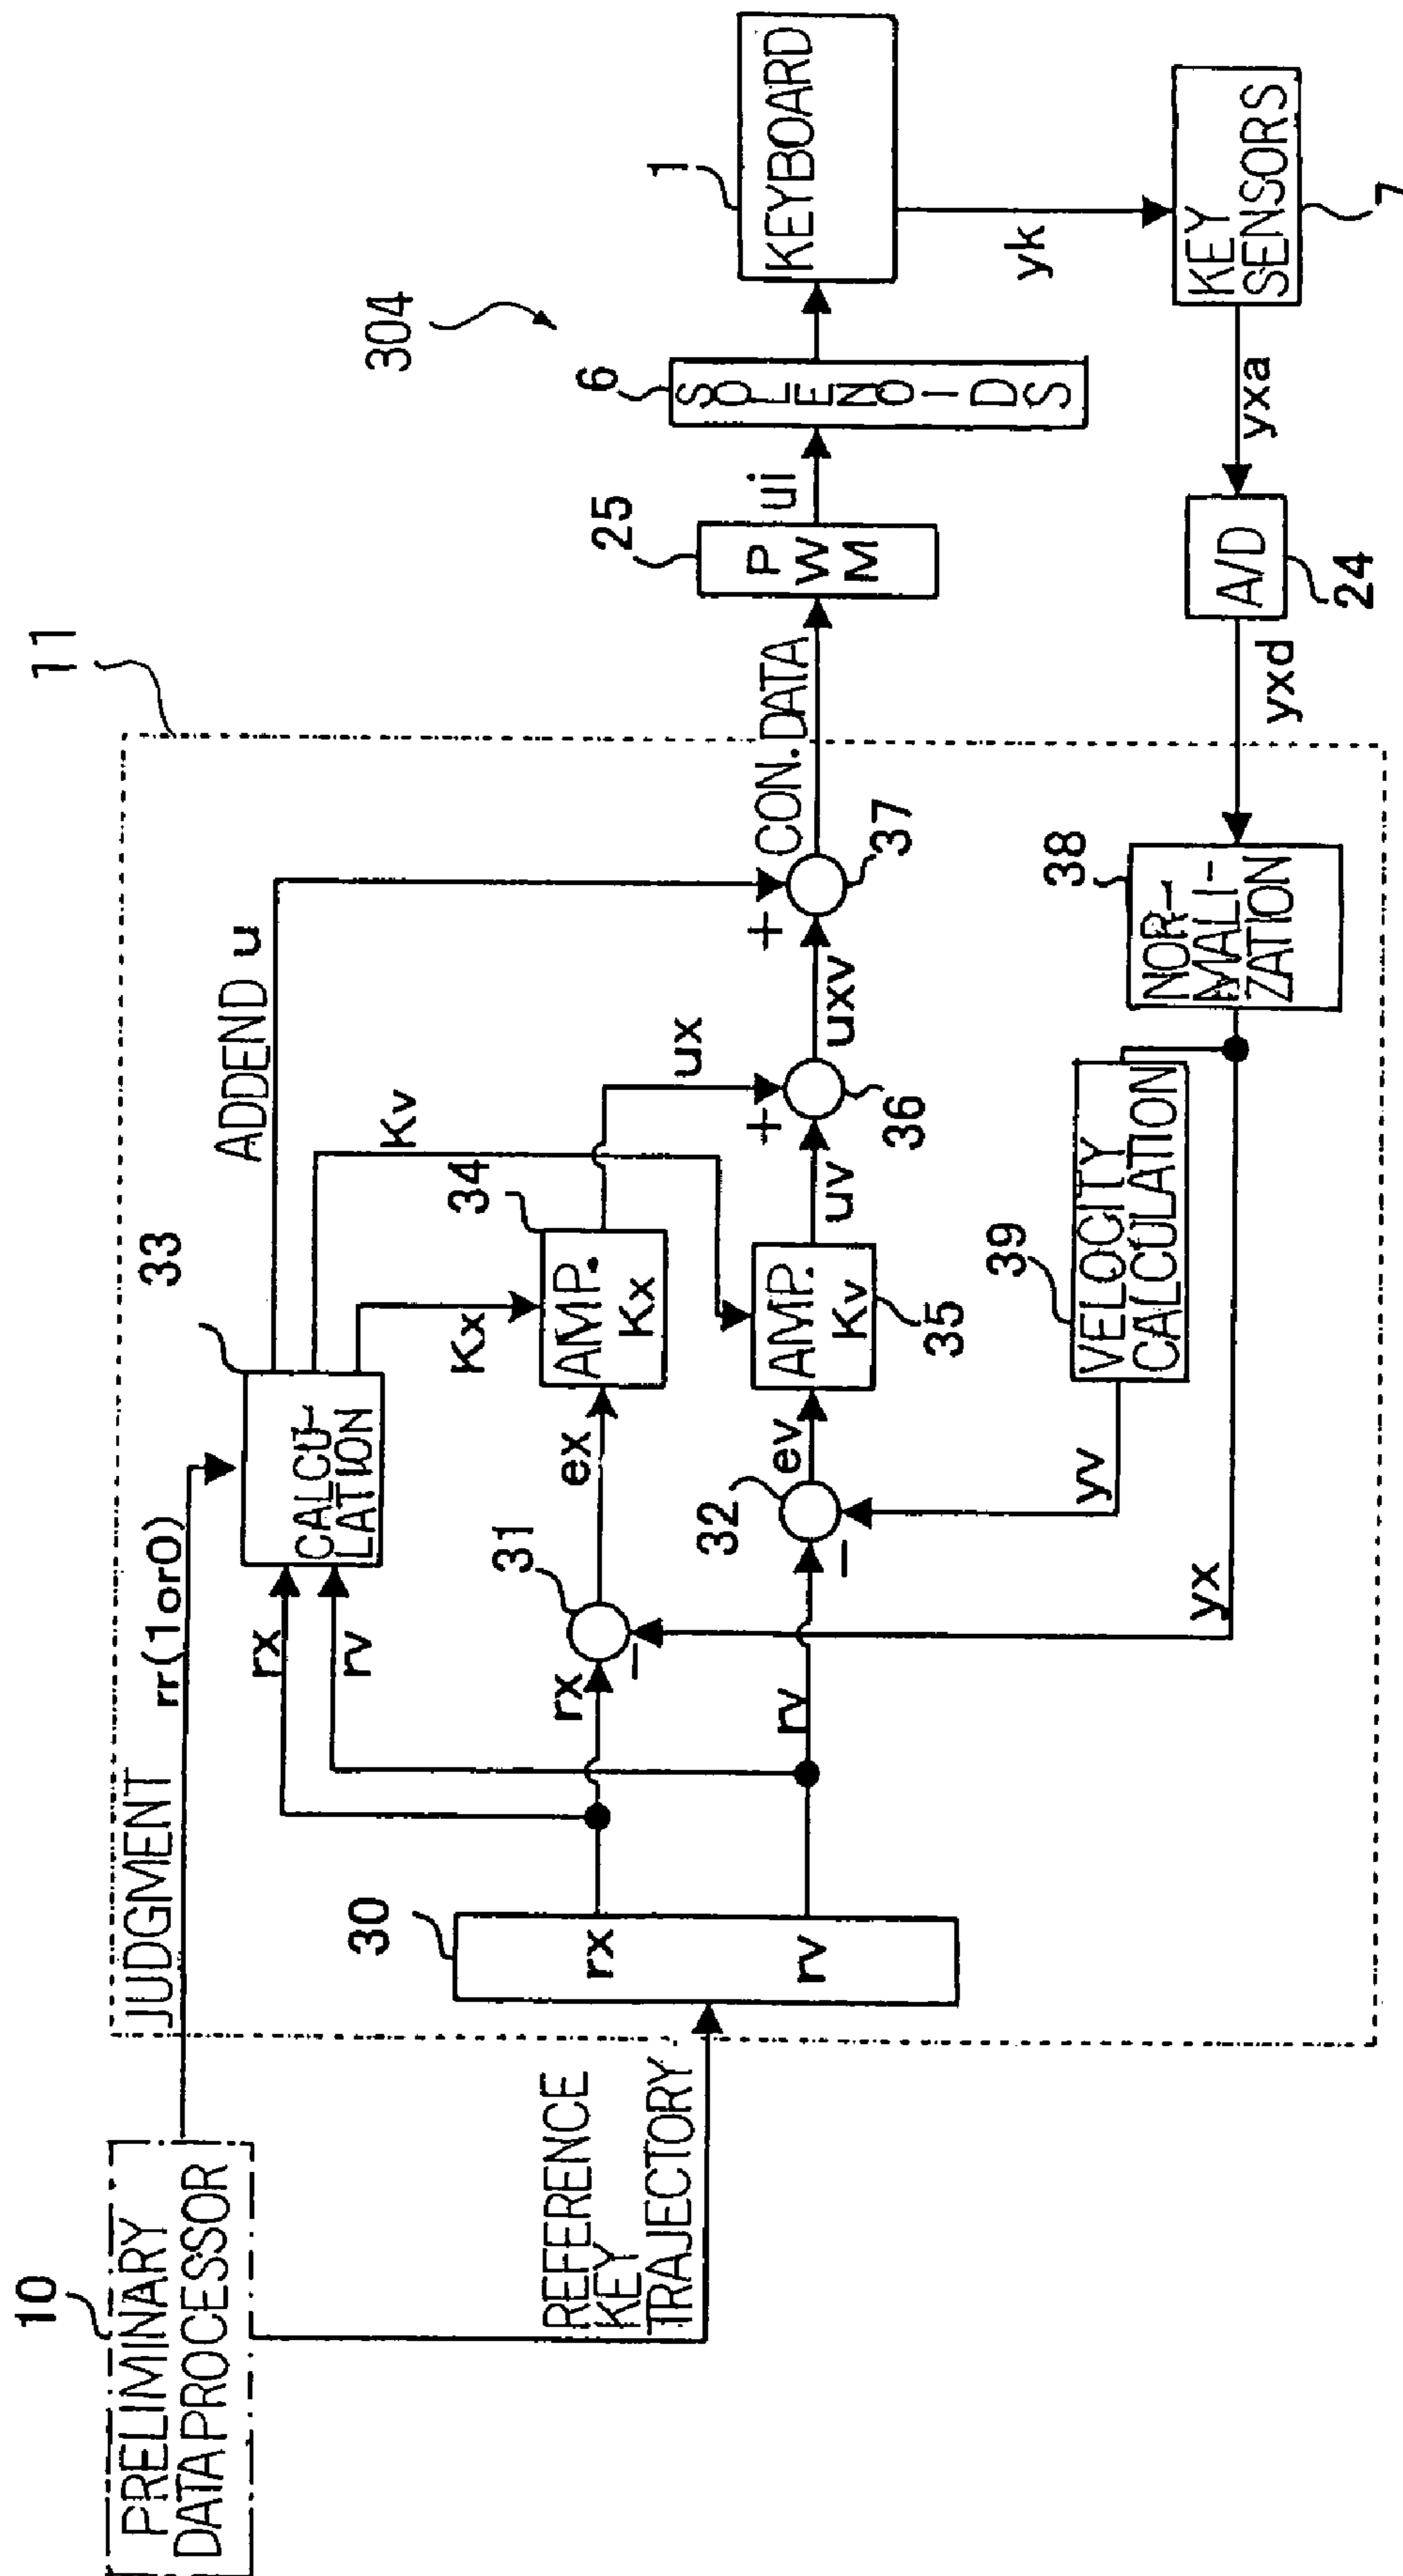 10
PRELIMINARY
DATA PROCESSOR
JUDGMENT
rr(1or0)
REFERENCE
KEY
TRAJECTORY
11
30
rx
rv
rx
rv
33
CALCU-
LATION
ADDEND u
Kv
Kx
rx
31
−
ex
34
AMP.
Kx
ux
rv
32
−
ev
AMP.
Kv
35
uv
+
36
uxv
+
37
CON. DATA
25
P
W
M
ui
304
6
S
O
L
E
N
O
I
D
S
1
KEYBOARD
yk
KEY
SENSORS
7
yxa
A/D
24
yxd
38
NOR-
MALI-
ZATION
39
VELOCITY
CALCULATION
yv
yx